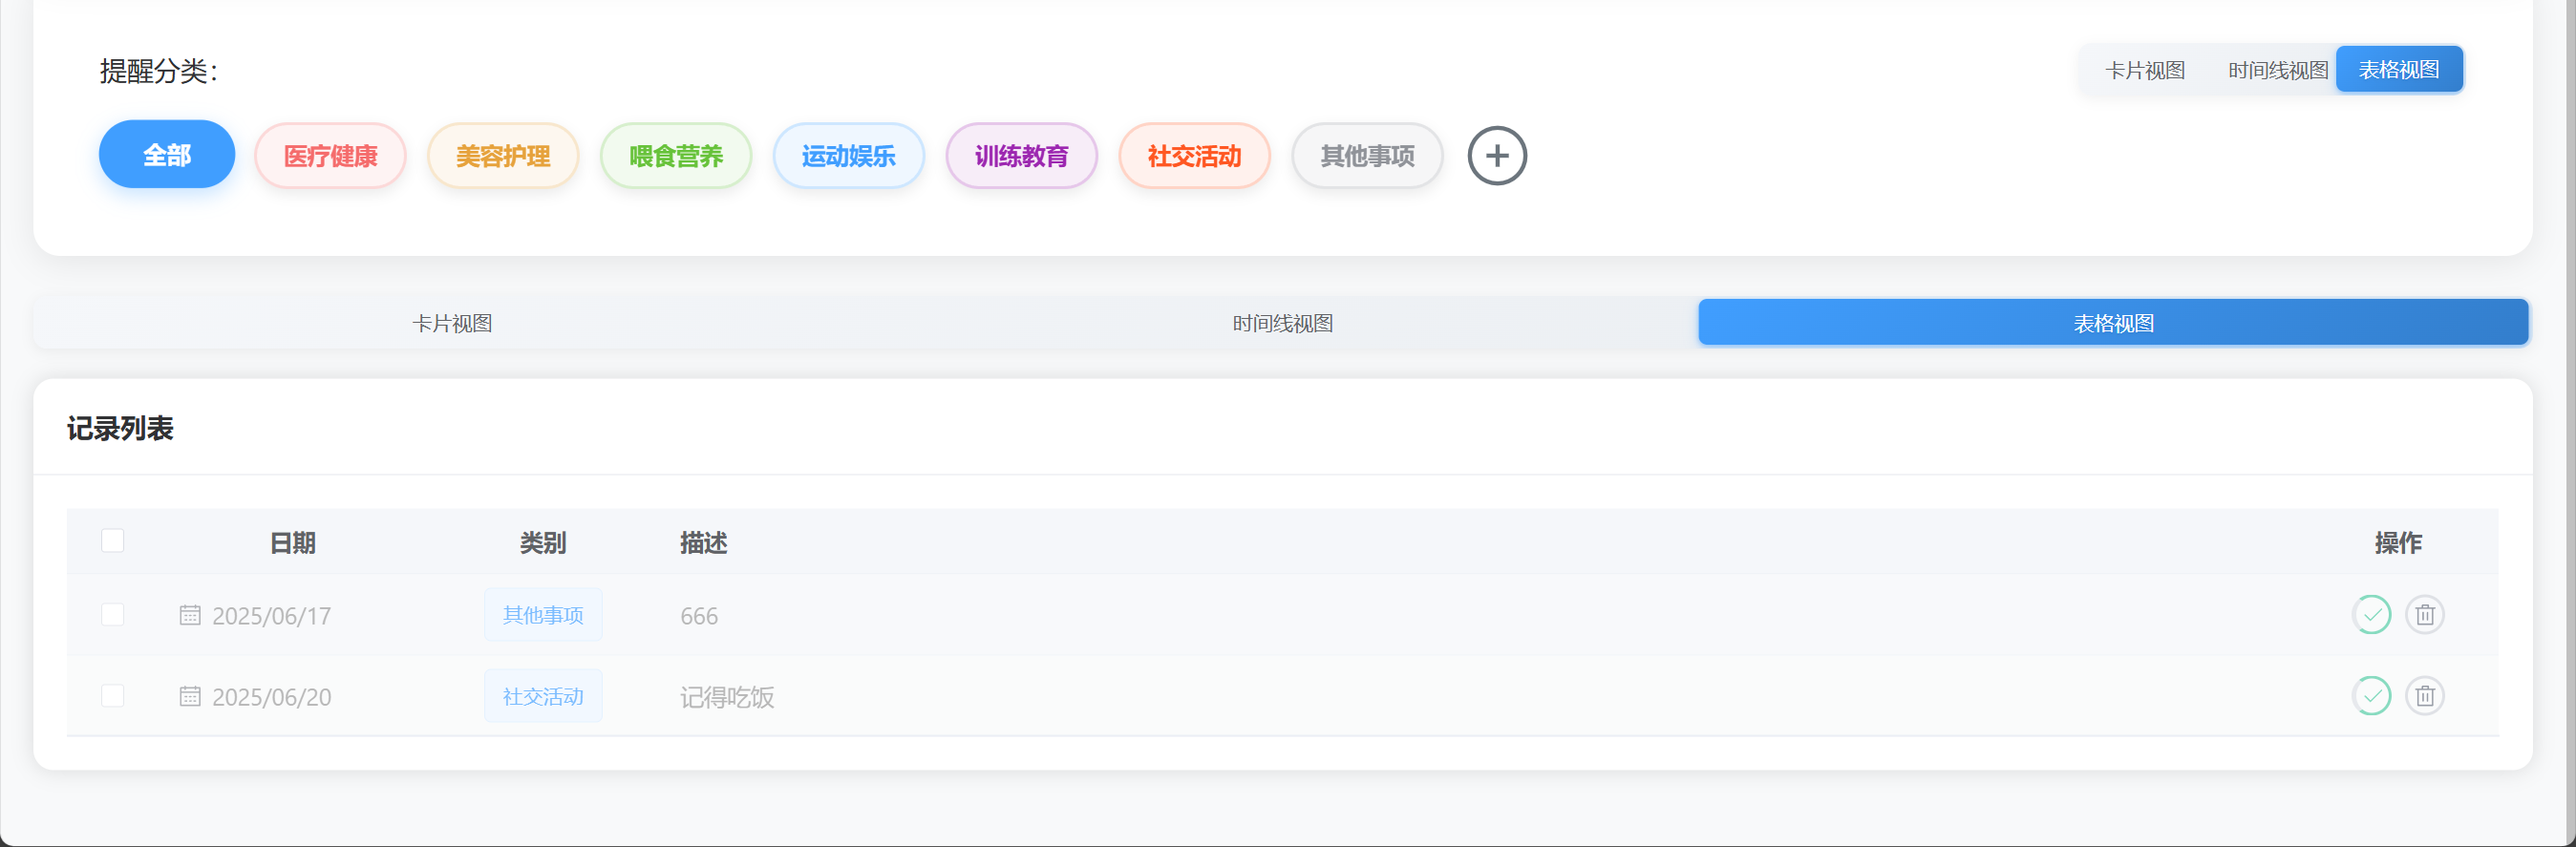 提醒分类：
卡片视图 时间线视图 表格视图
全部 医疗健康 美容护理 喂食营养 运动娱乐 训练教育 社交活动 其他事项
卡片视图 时间线视图 表格视图
记录列表
日期 类别 描述 操作
2025/06/17 其他事项 666
2025/06/20 社交活动 记得吃饭